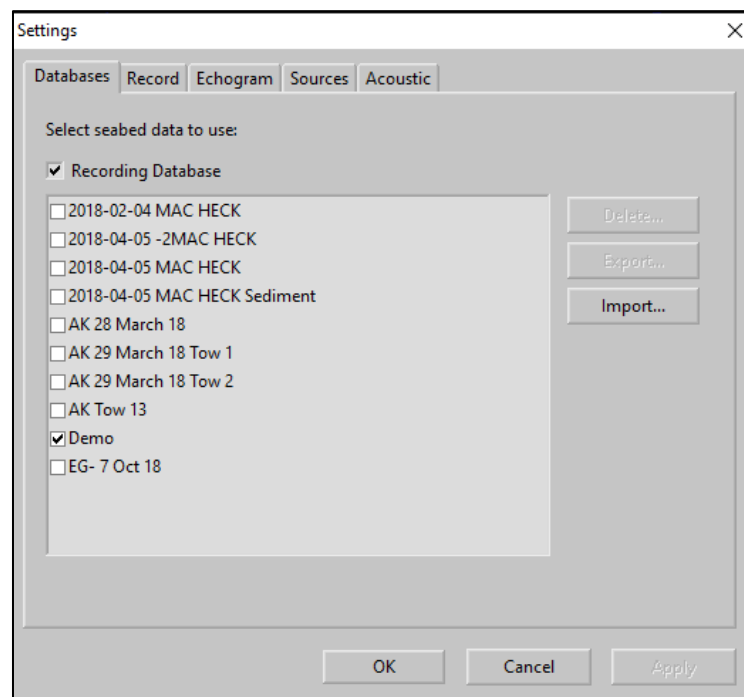 Settings
Databases Record Echogram Sources Acoustic
Select seabed data to use:
Recording Database
2018-02-04 MAC HECK
2018-04-05 -2MAC HECK
2018-04-05 MAC HECK
2018-04-05 MAC HECK Sediment
AK 28 March 18
AK 29 March 18 Tow 1
AK 29 March 18 Tow 2
AK Tow 13
Demo
EG- 7 Oct 18
Delete...
Export...
Import...
OK Cancel Apply